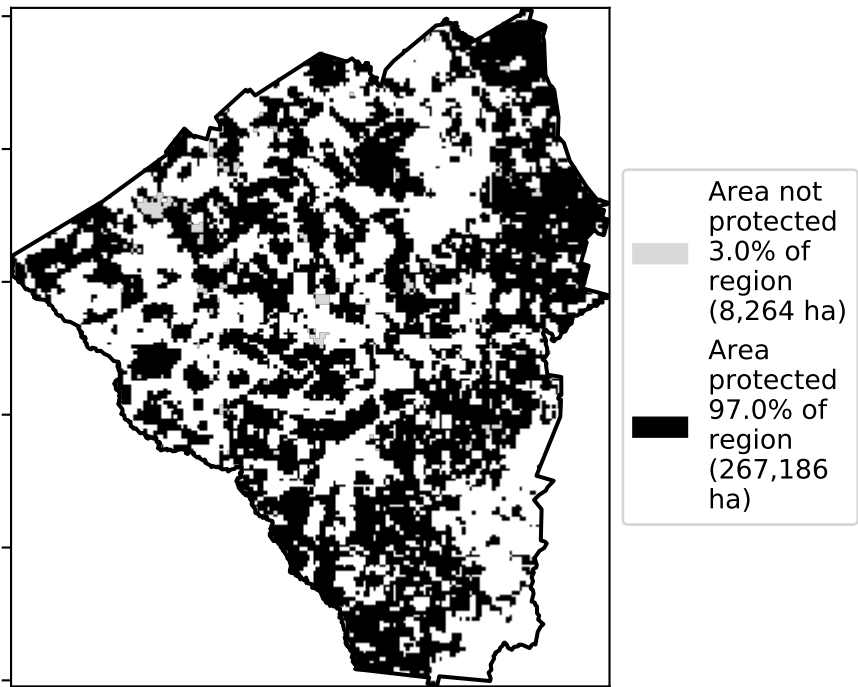 Area not
protected
3.0% of
region
(8,264 ha)
Area
protected
97.0% of
region
(267,186
ha)